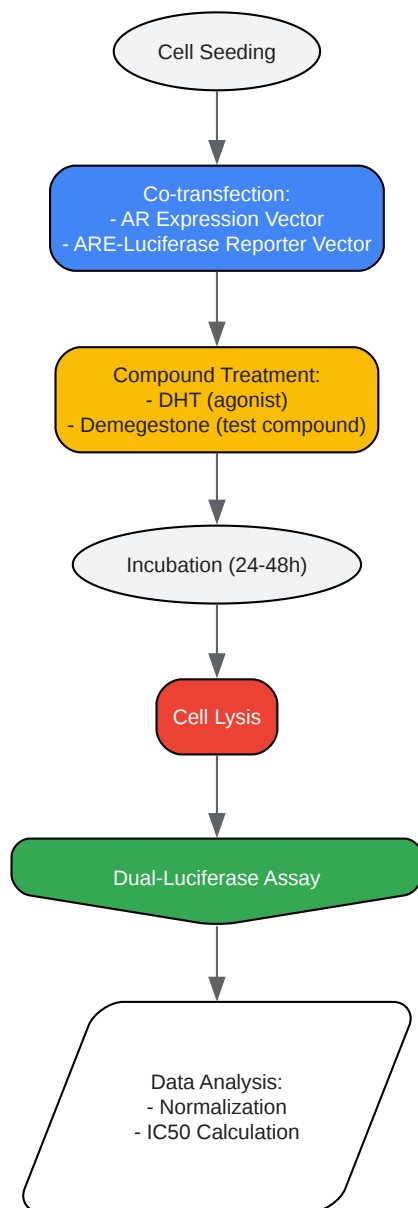 Cell Seeding
Co-transfection:
- AR Expression Vector
- ARE-Luciferase Reporter Vector
Compound Treatment:
- DHT (agonist)
- Demegestone (test compound)
Incubation (24-48h)
Cell Lysis
Dual-Luciferase Assay
Data Analysis:
- Normalization
- IC50 Calculation